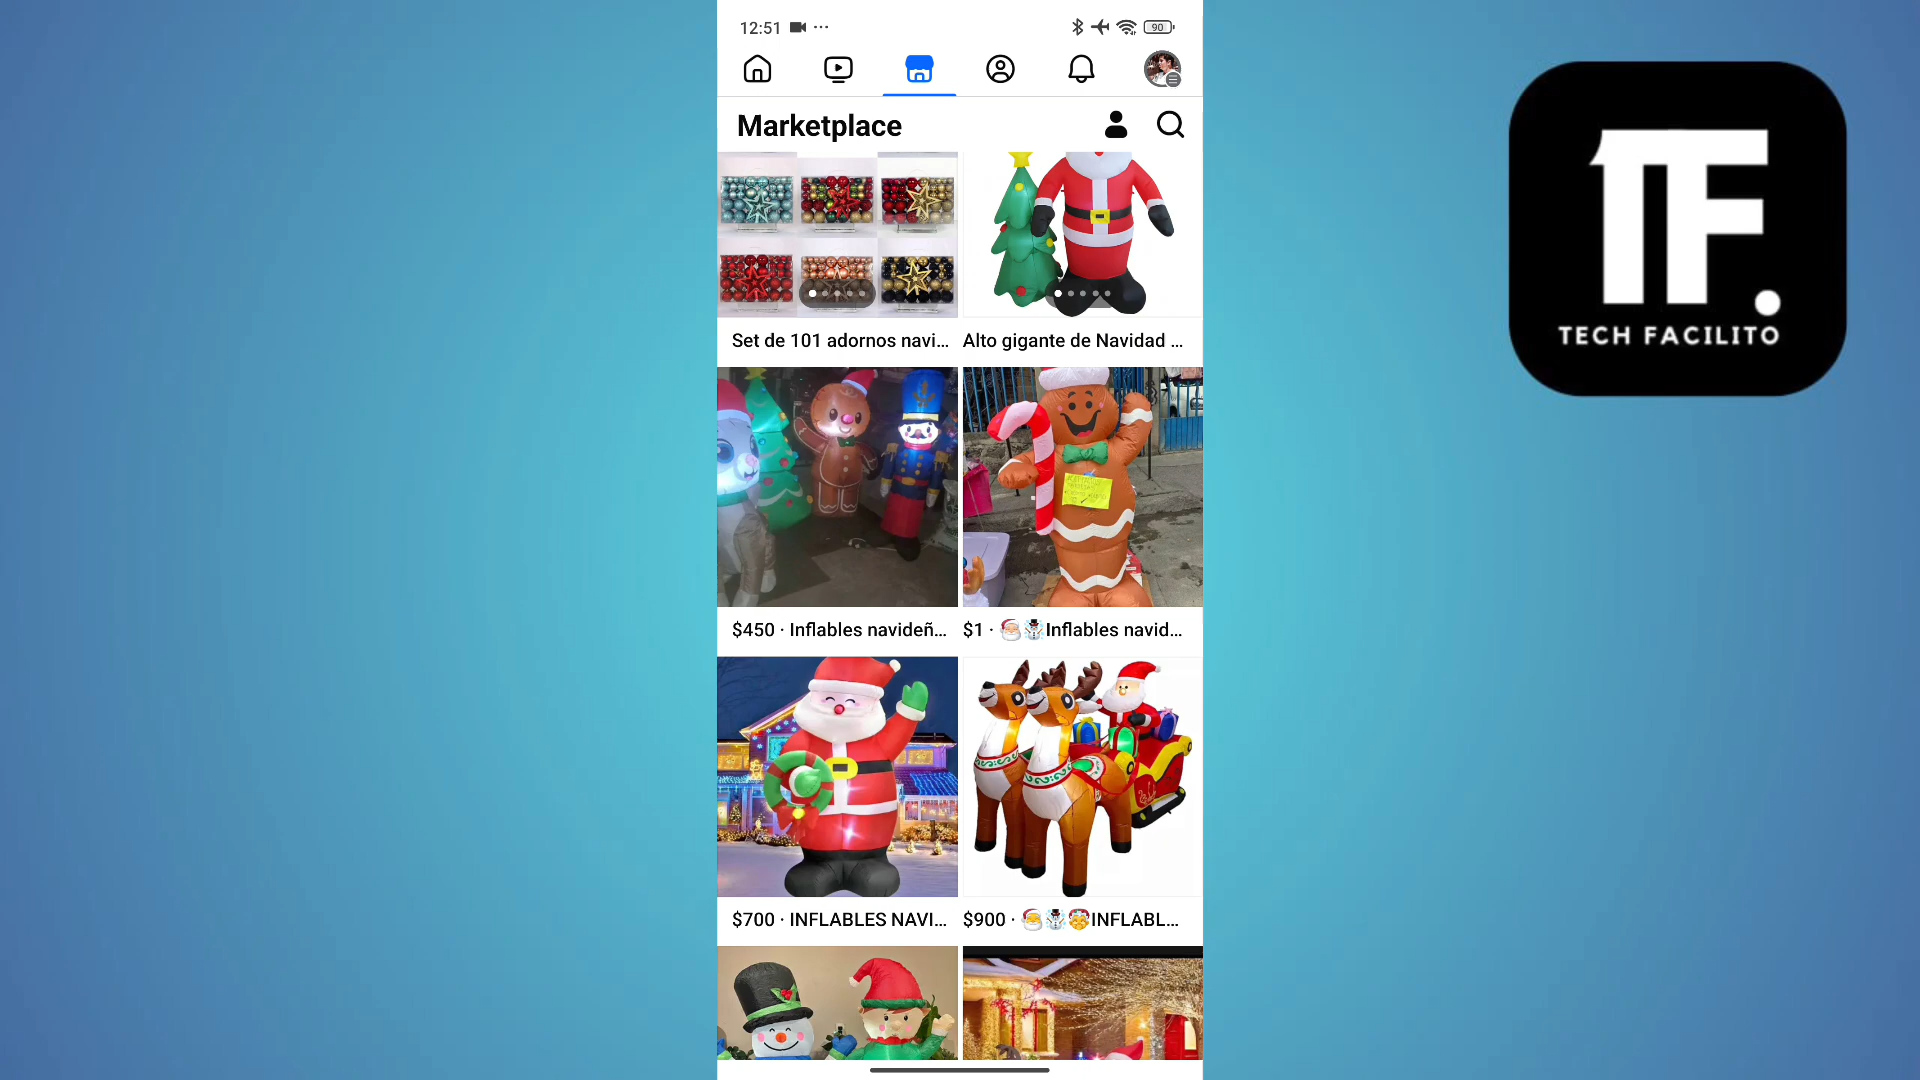 12:51
90
Marketplace
Set de 101 adornos navi...
Alto gigante de Navidad ...
$450 · Inflables navideñ...
$1 · 🎅☃️Inflables navid...
$700 · INFLABLES NAVI...
$900 · 🎅☃️🤶INFLABL...
TF.
TECH FACILITO